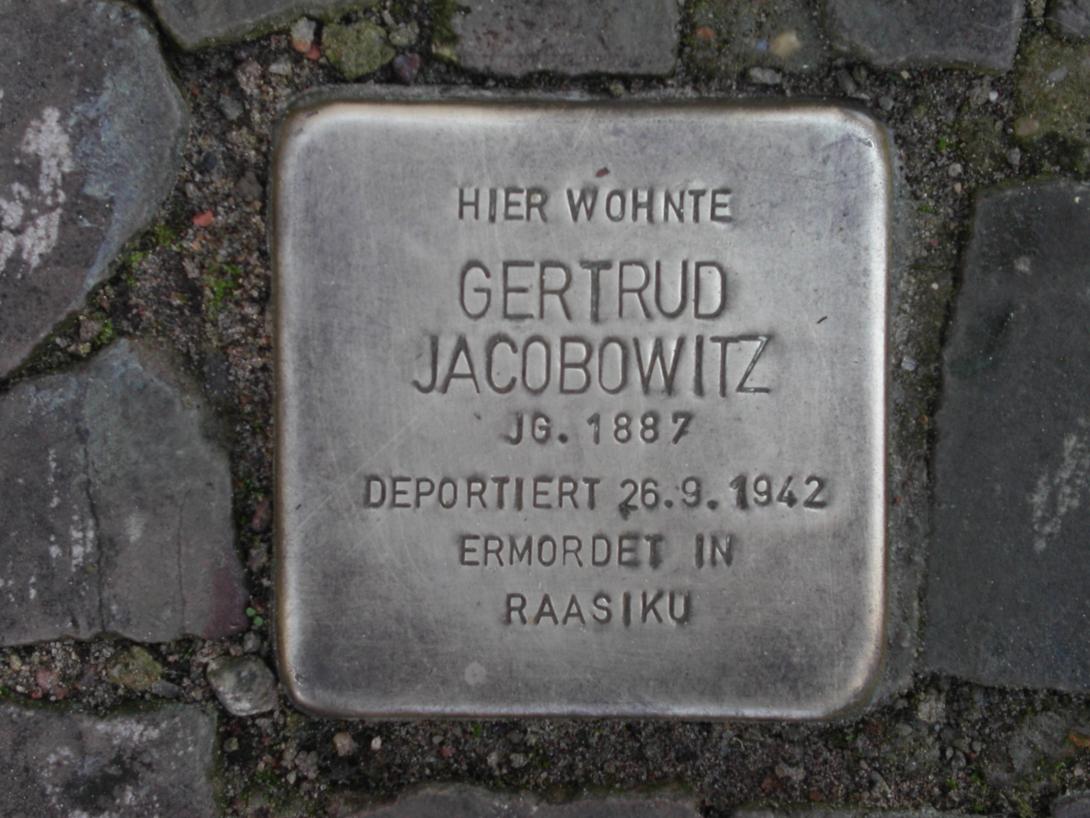 HIER WOHNTE
GERTRUD
JACOBOWITZ
JG. 1887
DEPORTIERT 26.9.1942
ERMORDET IN
RAASIKU